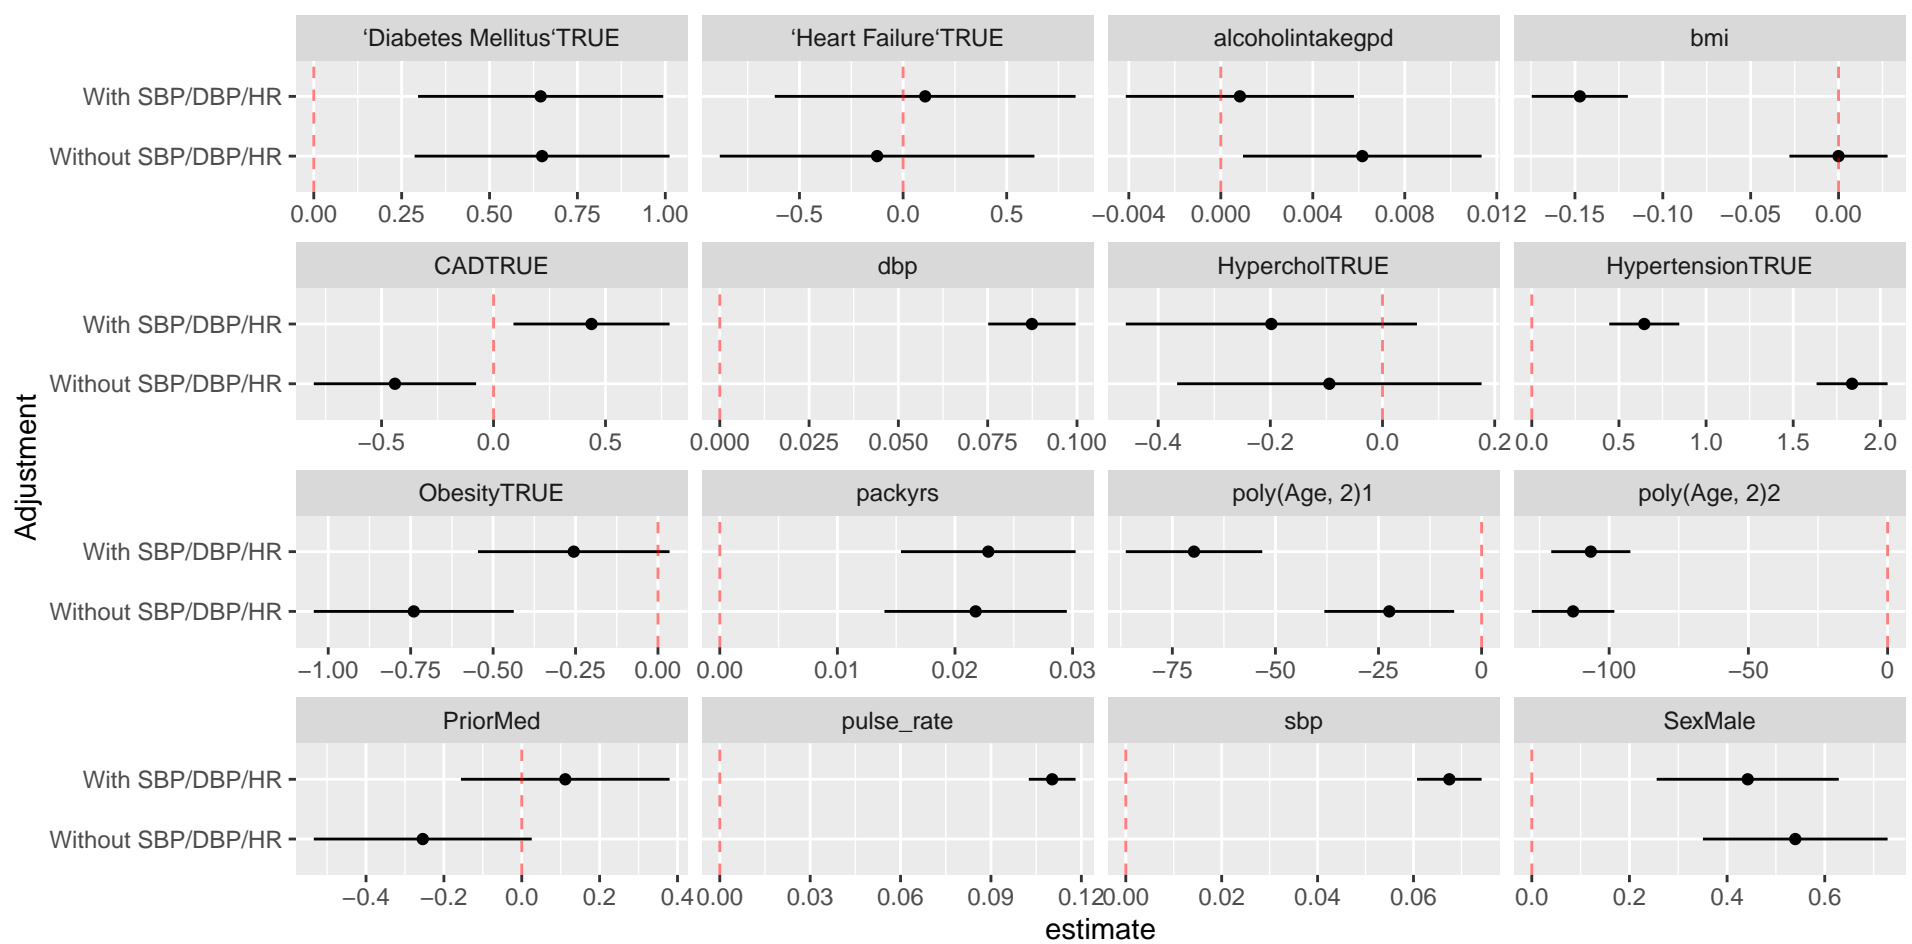 ‘Diabetes Mellitus‘TRUE ‘Heart Failure‘TRUE alcoholintakegpd bmi
With SBP/DBP/HR
Without SBP/DBP/HR
0.00 0.25 0.50 0.75 1.00 −0.5 0.0 0.5 −0.004 0.000 0.004 0.008 0.012 −0.15 −0.10 −0.05 0.00
CADTRUE dbp HypercholTRUE HypertensionTRUE
With SBP/DBP/HR
Without SBP/DBP/HR
−0.5 0.0 0.5 0.000 0.025 0.050 0.075 0.100 −0.4 −0.2 0.0 0.2 0.0 0.5 1.0 1.5 2.0
Adjustment
ObesityTRUE packyrs poly(Age, 2)1 poly(Age, 2)2
With SBP/DBP/HR
Without SBP/DBP/HR
−1.00 −0.75 −0.50 −0.25 0.00 0.00 0.01 0.02 0.03 −75 −50 −25 0 −100 −50 0
PriorMed pulse_rate sbp SexMale
With SBP/DBP/HR
Without SBP/DBP/HR
−0.4 −0.2 0.0 0.2 0.4 0.00 0.03 0.06 0.09 0.12 0.00 0.02 0.04 0.06 0.0 0.2 0.4 0.6
estimate